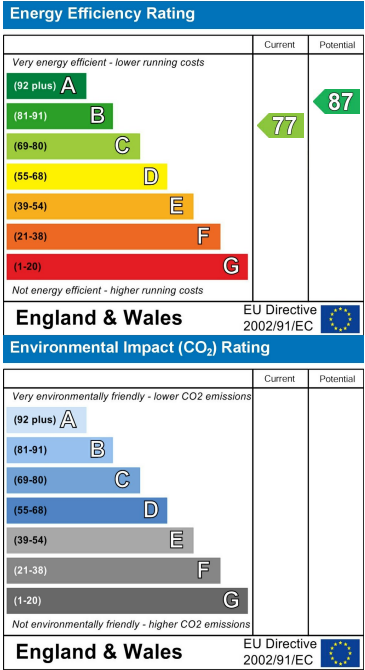 Energy Efficiency Rating
Current Potential
Very energy efficient - lower running costs
(92 plus) A
(81-91) B
(69-80) C
(55-68) D
(39-54) E
(21-38) F
(1-20) G
77
87
Not energy efficient - higher running costs
England & Wales
EU Directive
2002/91/EC
Environmental Impact (CO₂) Rating
Current Potential
Very environmentally friendly - lower CO2 emissions
(92 plus) A
(81-91) B
(69-80) C
(55-68) D
(39-54) E
(21-38) F
(1-20) G
Not environmentally friendly - higher CO2 emissions
England & Wales
EU Directive
2002/91/EC